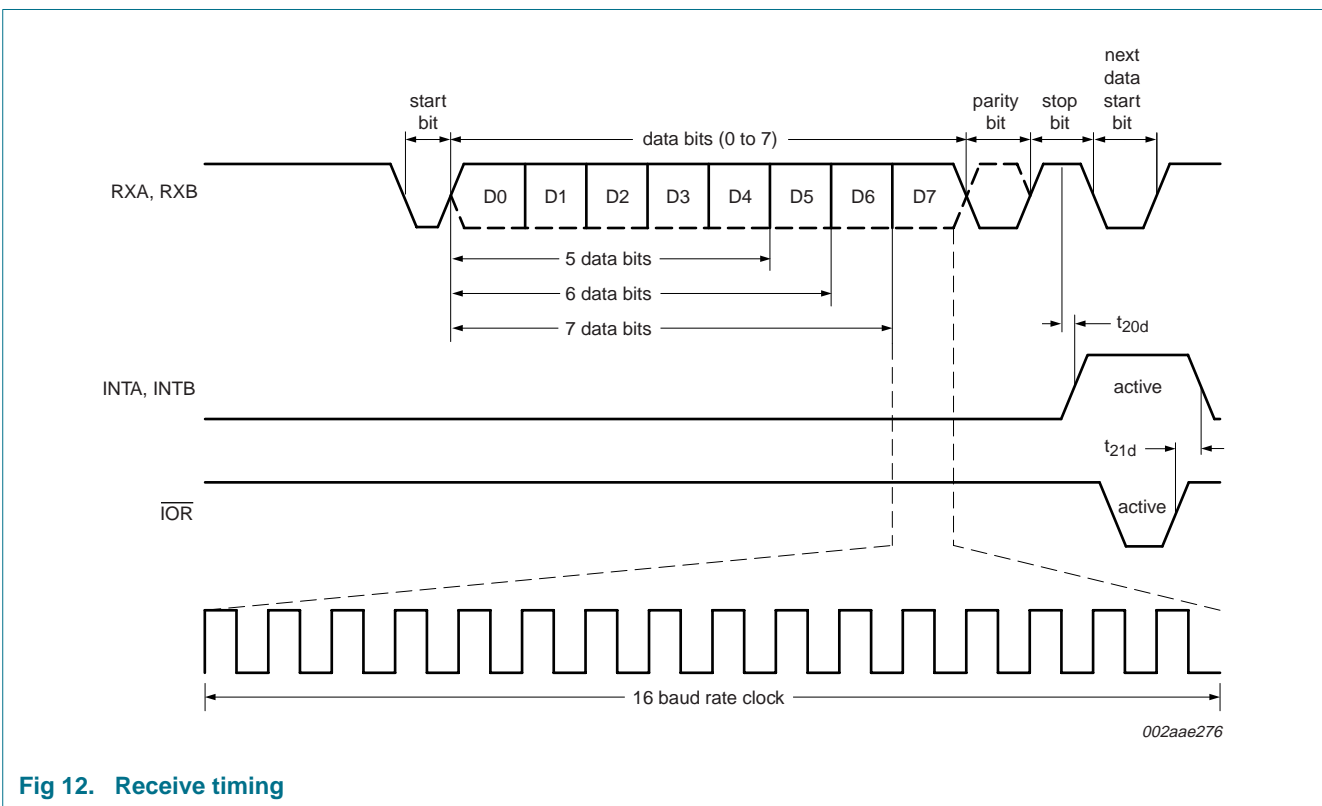 next
data
start
bit
start
bit
parity
bit
stop
bit
data bits (0 to 7)
RXA, RXB
D0 D1 D2 D3 D4 D5 D6 D7
5 data bits
6 data bits
7 data bits
t20d
INTA, INTB
active
t21d
IOR
active
16 baud rate clock
002aae276
Fig 12. Receive timing